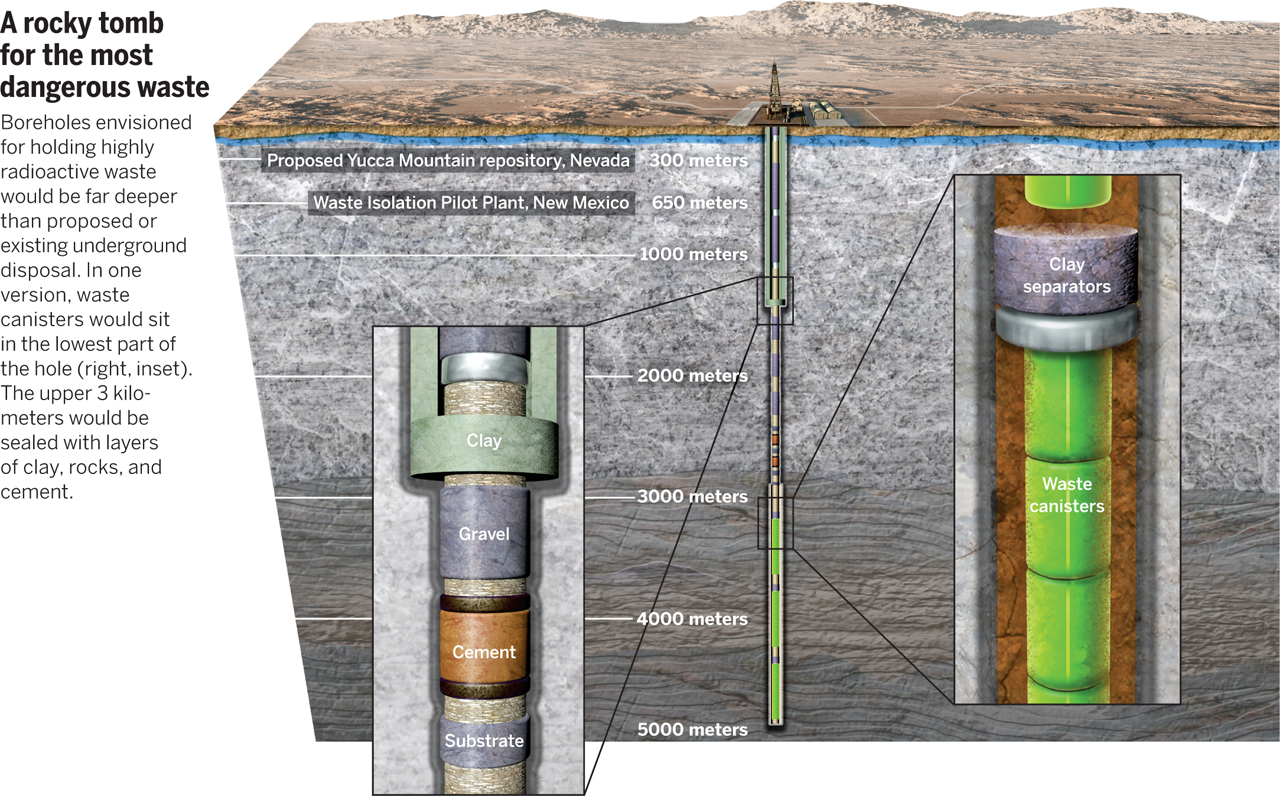 A rocky tomb
for the most
dangerous waste
Boreholes envisioned
for holding highly
radioactive waste
would be far deeper
than proposed or
existing underground
disposal. In one
version, waste
canisters would sit
in the lowest part of
the hole (right, inset).
The upper 3 kilo-
meters would be
sealed with layers
of clay, rocks, and
cement.
Proposed Yucca Mountain repository, Nevada 300 meters
Waste Isolation Pilot Plant, New Mexico 650 meters
1000 meters
2000 meters
3000 meters
4000 meters
5000 meters
Clay
Gravel
Cement
Substrate
Clay
separators
Waste
canisters